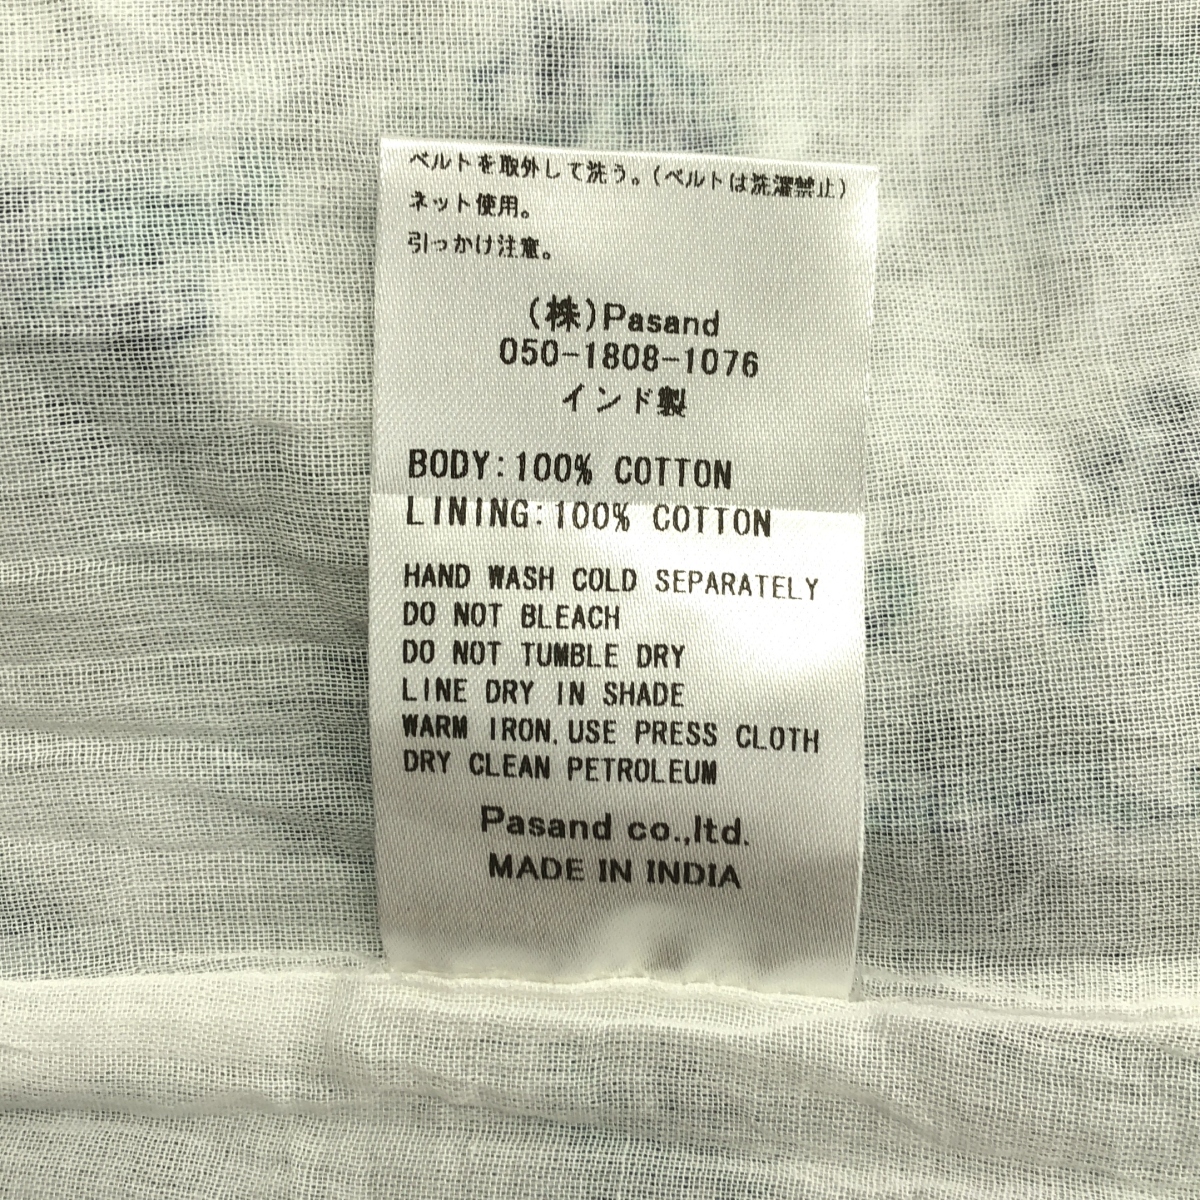 ベルトを取外して洗う。(ベルトは洗濯禁止)
ネット使用。
引っかけ注意。
(株)Pasand
050-1808-1076
インド製
BODY:100% COTTON
LINING:100% COTTON
HAND WASH COLD SEPARATELY
DO NOT BLEACH
DO NOT TUMBLE DRY
LINE DRY IN SHADE
WARM IRON, USE PRESS CLOTH
DRY CLEAN PETROLEUM
Pasand co.,ltd.
MADE IN INDIA